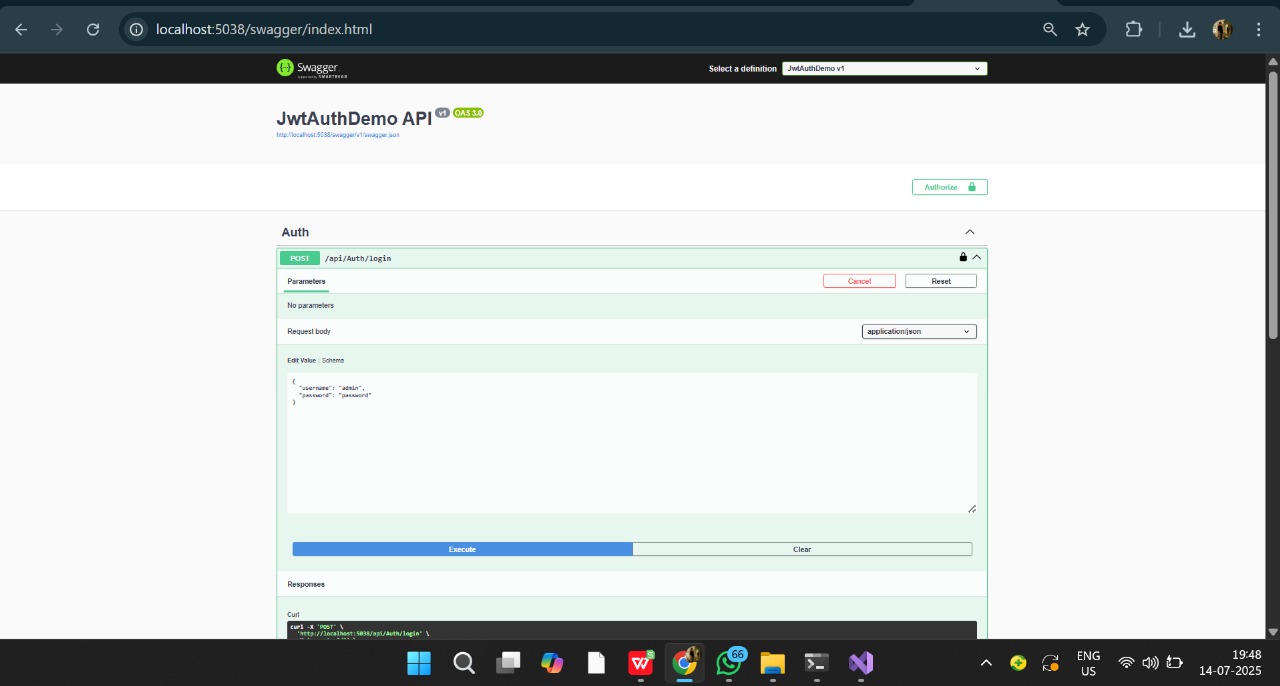 localhost:5038/swagger/index.html
Swagger
Supported by SMARTBEAR
Select a definition
JwtAuthDemo v1
JwtAuthDemo API v1 OAS 3.0
http://localhost:5038/swagger/v1/swagger.json
Authorize
Auth
POST /api/Auth/login
Parameters
Cancel
Reset
No parameters
Request body
application/json
Edit Value | Schema
{
"username": "admin",
"password": "password"
}
Execute
Clear
Responses
Curl
curl -X 'POST' \
'http://localhost:5038/api/Auth/login' \
W S
66
ENG
US
19:48
14-07-2025